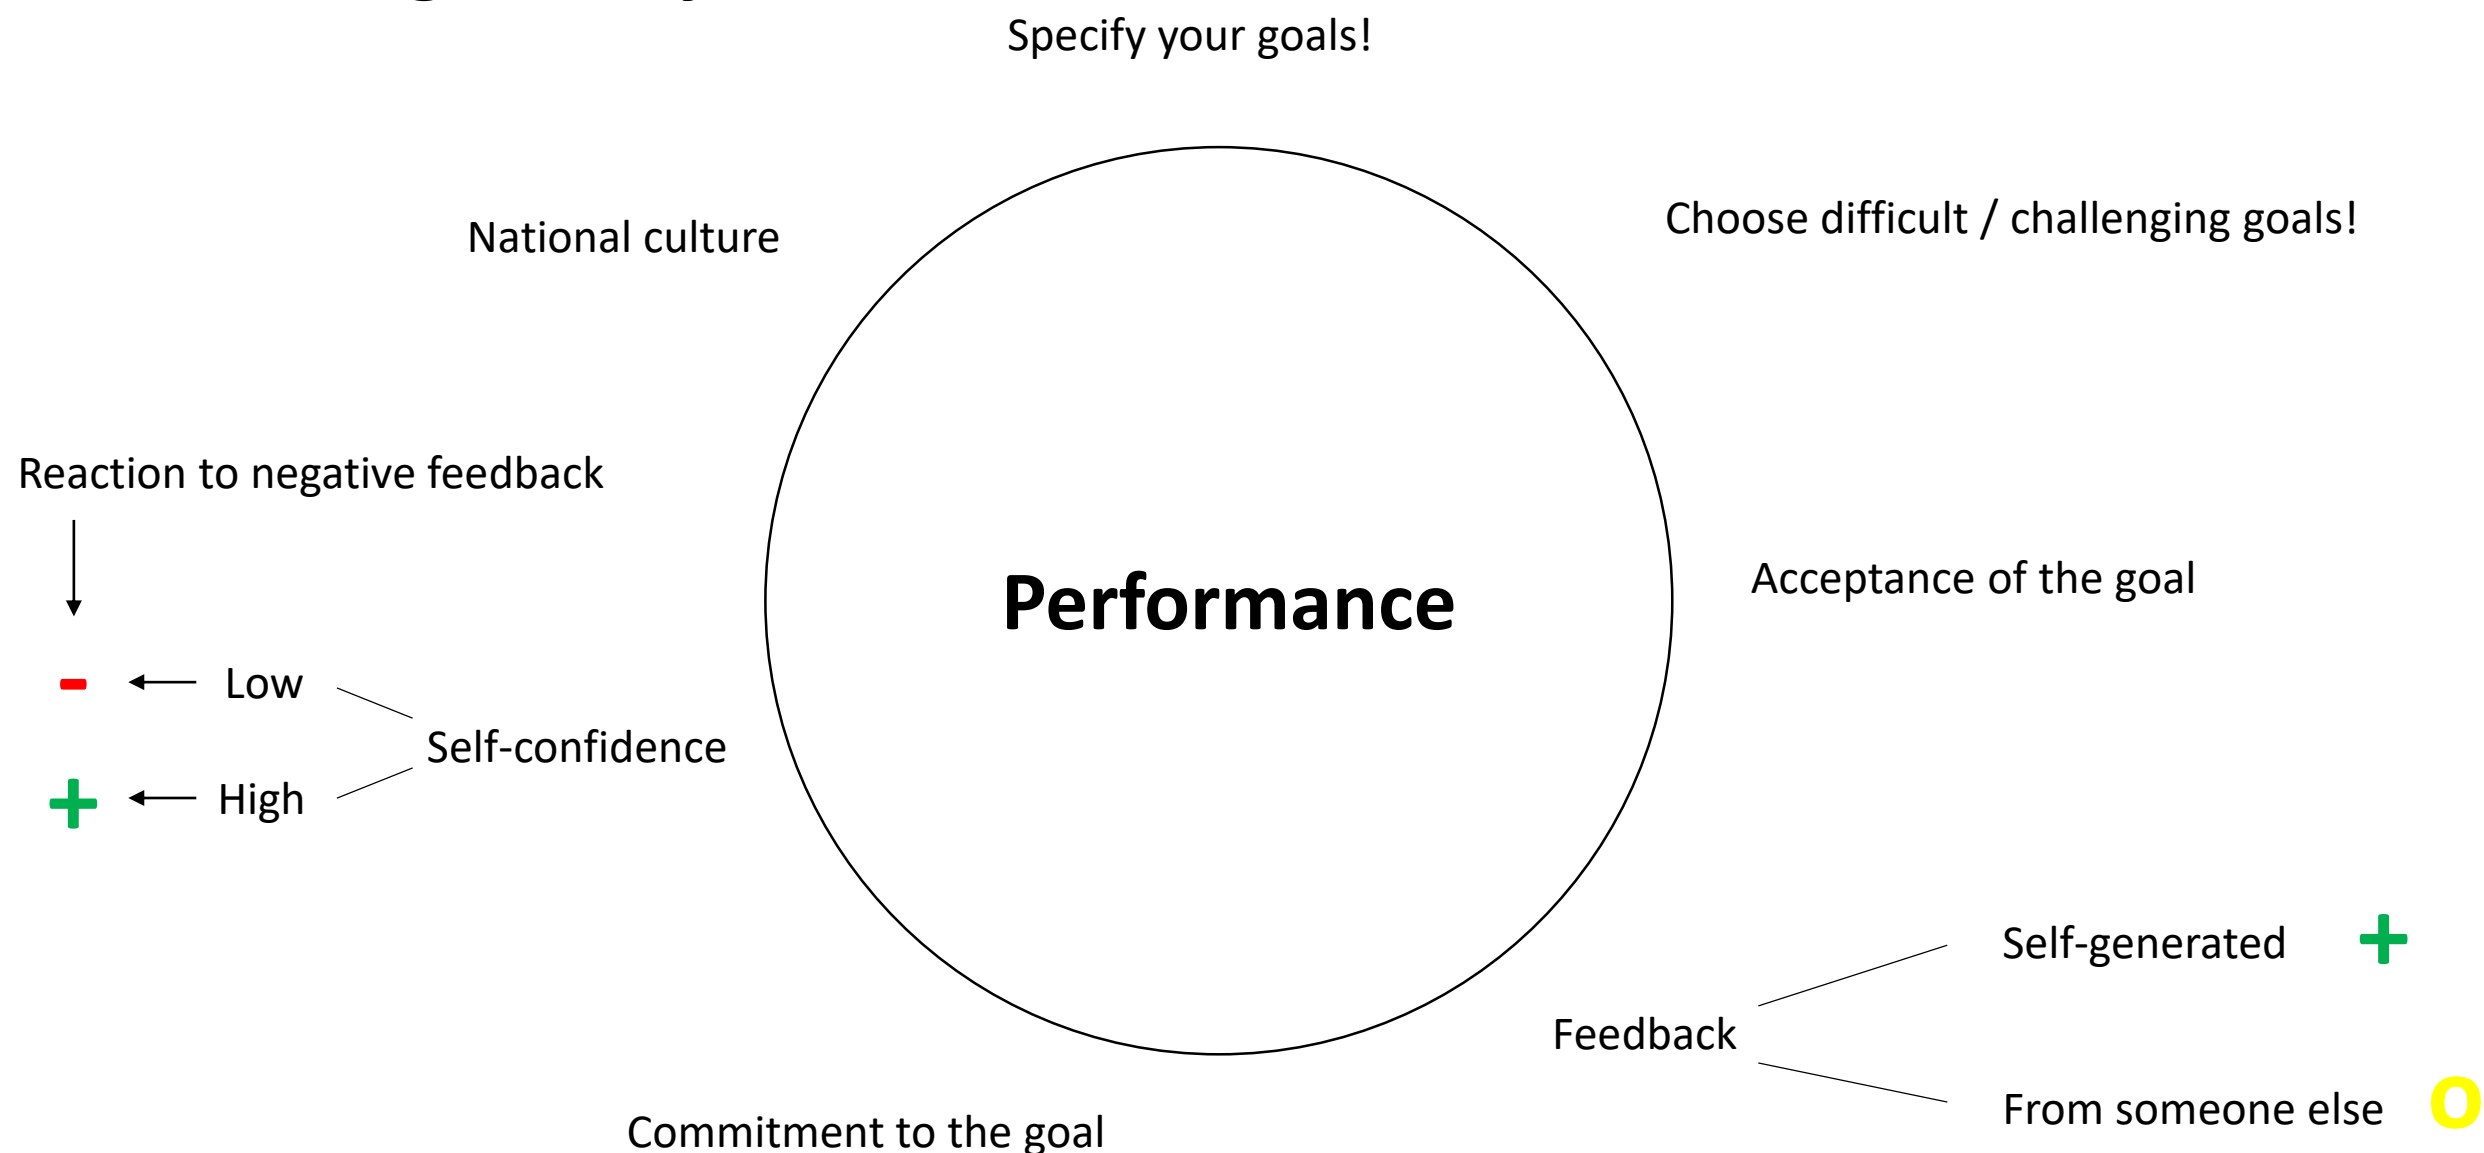 Specify your goals!
National culture
Choose difficult / challenging goals!
Reaction to negative feedback
Performance
Acceptance of the goal
- Low
Self-confidence
+ High
Self-generated +
Feedback
From someone else o
Commitment to the goal